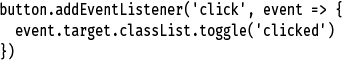 button.addEventListener('click', event => {
  event.target.classList.toggle('clicked')
})